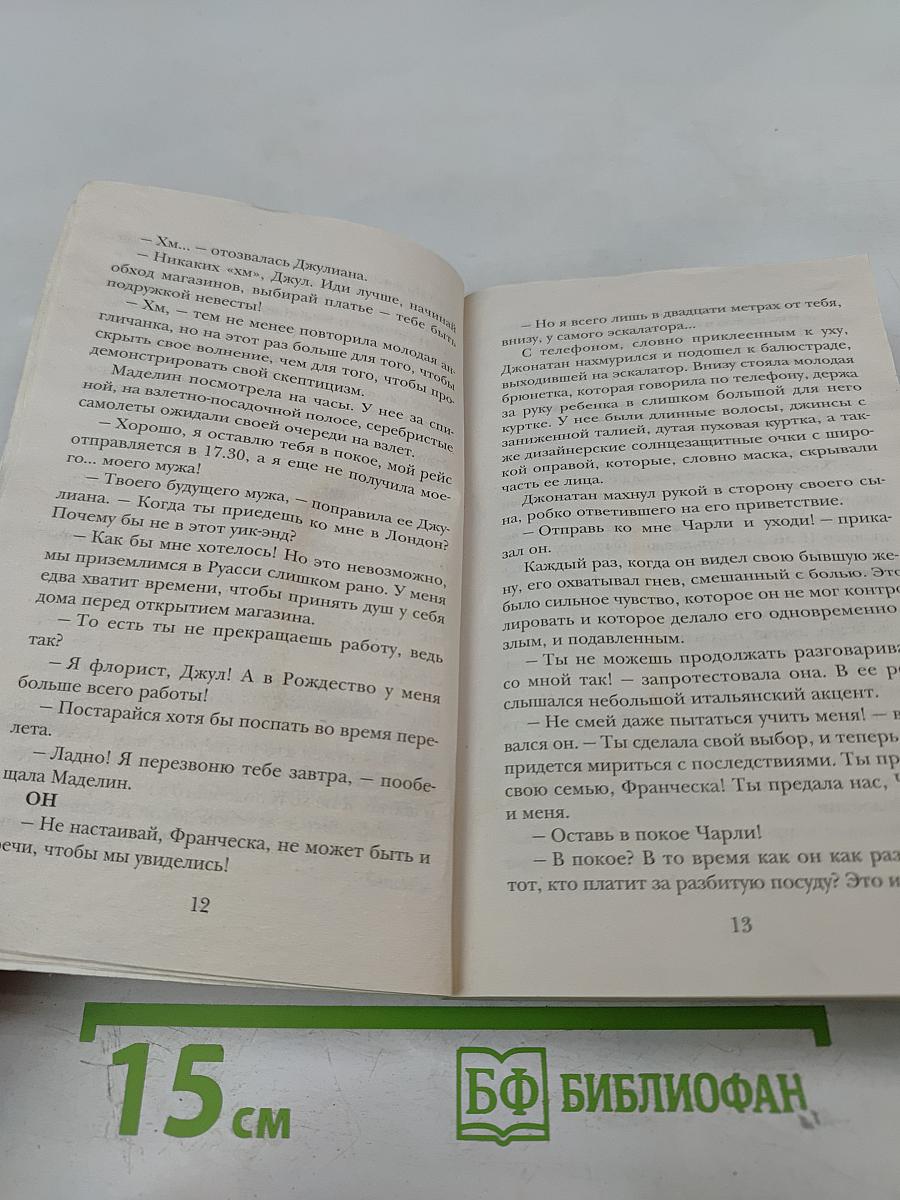 – Хм... – отозвалась Джулиана.
– Никаких «хм», Джул. Иди лучше, начинай
обход магазинов, выбирай платье – тебе быть
подружкой невесты!
– Хм, – тем не менее повторила молодая ан-
гличанка, но на этот раз больше для того, чтобы
скрыть свое волнение, чем для того, чтобы про-
демонстрировать свой скептицизм.
Маделин посмотрела на часы. У нее за спи-
ной, на взлетно-посадочной полосе, серебристые
самолеты ожидали своей очереди на взлет.
– Хорошо, я оставлю тебя в покое, мой рейс
отправляется в 17.30, а я еще не получила мое-
го... моего мужа!
– Твоего будущего мужа, – поправила ее Джу-
лиана. – Когда ты приедешь ко мне в Лондон?
Почему бы не в этот уик-энд?
– Как бы мне хотелось! Но это невозможно,
мы приземлимся в Руасси слишком рано. У меня
едва хватит времени, чтобы принять душ у себя
дома перед открытием магазина.
– То есть ты не прекращаешь работу, ведь
так?
– Я флорист, Джул! А в Рождество у меня
больше всего работы!
– Постарайся хотя бы поспать во время пере-
лета.
– Ладно! Я перезвоню тебе завтра, – пообе-
щала Маделин.
ОН
– Не настаивай, Франческа, не может быть и
речи, чтобы мы увиделись!
12
– Но я всего лишь в двадцати метрах от тебя,
внизу, у самого эскалатора...
С телефоном, словно приклеенным к уху,
Джонатан нахмурился и подошел к балюстраде,
выходившей на эскалатор. Внизу стояла молодая
брюнетка, которая говорила по телефону, держа
за руку ребенка в слишком большой для него
куртке. У нее были длинные волосы, джинсы с
заниженной талией, дутая пуховая куртка, а так-
же дизайнерские солнцезащитные очки с широ-
кой оправой, которые, словно маска, скрывали
часть ее лица.
Джонатан махнул рукой в сторону своего сы-
на, робко ответившего на его приветствие.
– Отправь ко мне Чарли и уходи! – прика-
зал он.
Каждый раз, когда он видел свою бывшую же-
ну, его охватывал гнев, смешанный с болью. Это
было сильное чувство, которое он не мог контро
лировать и которое делало его одновременно
злым, и подавленным.
– Ты не можешь продолжать разговарива
со мной так! – запротестовала она. В ее ре
слышался небольшой итальянский акцент.
– Не смей даже пытаться учить меня! – в
вался он. – Ты сделала свой выбор, и теперь
придется мириться с последствиями. Ты пр
свою семью, Франческа! Ты предала нас, Ч
и меня.
– Оставь в покое Чарли!
– В покое? В то время как он как раз
тот, кто платит за разбитую посуду? Это и
13
15 см
БФ БИБЛИОФАН